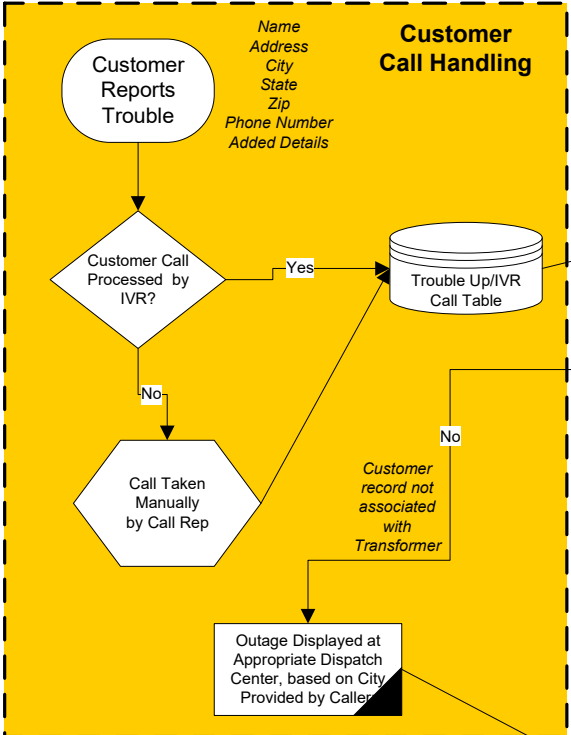 Customer
Call Handling
Name
Address
City
State
Zip
Phone Number
Added Details
Customer
Reports
Trouble
Customer Call
Processed by
IVR?
Yes
Trouble Up/IVR
Call Table
No
Call Taken
Manually
by Call Rep
No
Customer
record not
associated
with
Transformer
Outage Displayed at
Appropriate Dispatch
Center, based on City
Provided by Caller